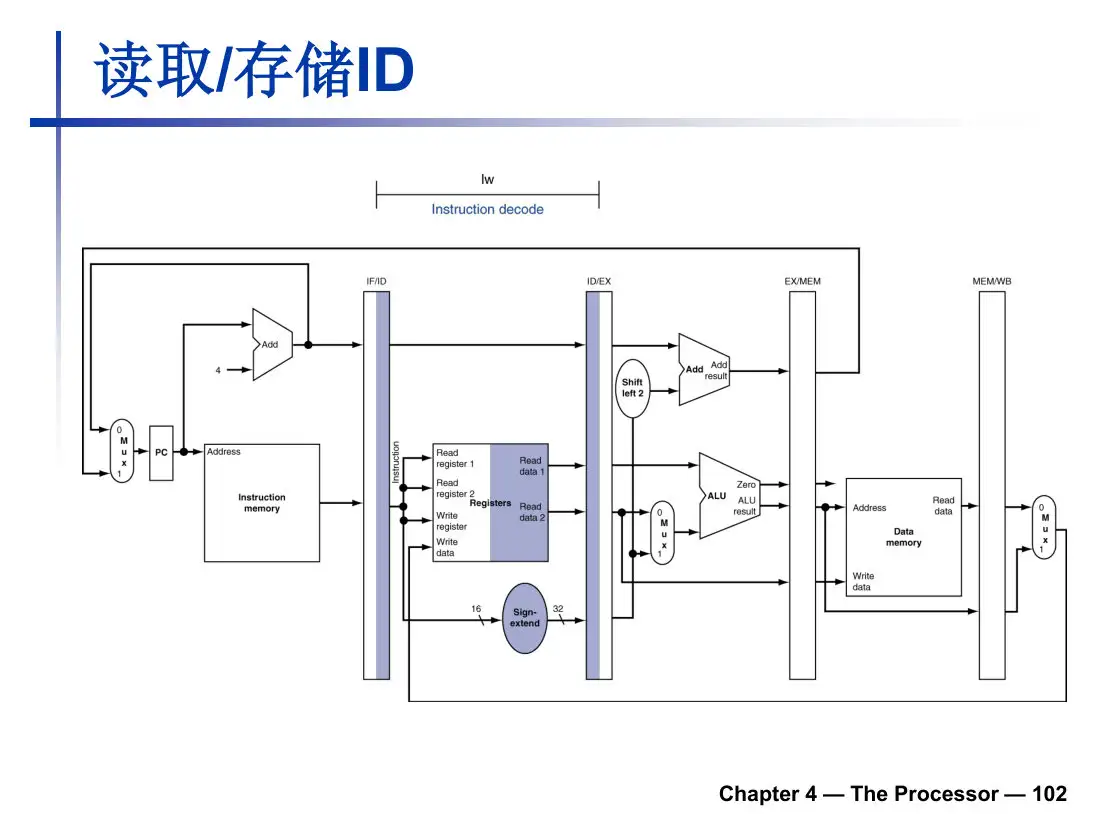 读取/存储ID
lw
Instruction decode
IF/ID
ID/EX
EX/MEM
MEM/WB
Add
4
Shift
left 2
Add
Add
result
0
M
u
x
1
PC
Address
Instruction
memory
Instruction
Read
register 1
Read
register 2
Write
register
Write
data
Registers
Read
data 1
Read
data 2
16
Sign-
extend
32
0
M
u
x
1
ALU
Zero
ALU
result
Address
Read
data
Data
memory
Write
data
0
M
u
x
1
Chapter 4 — The Processor — 102